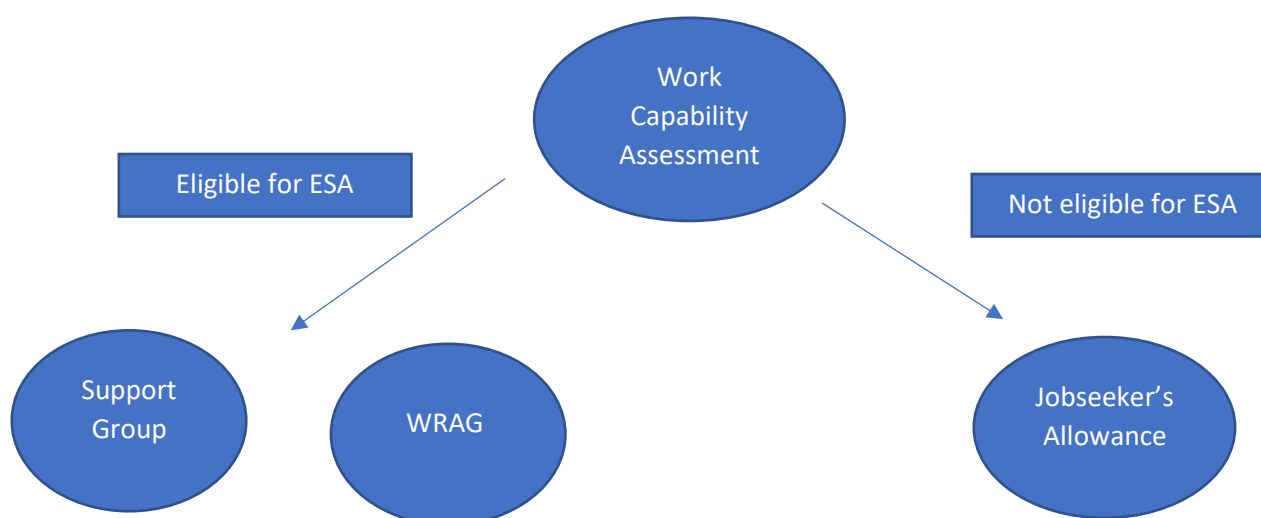 Work
Capability
Assessment
Eligible for ESA
Not eligible for ESA
Support
Group
WRAG
Jobseeker’s
Allowance